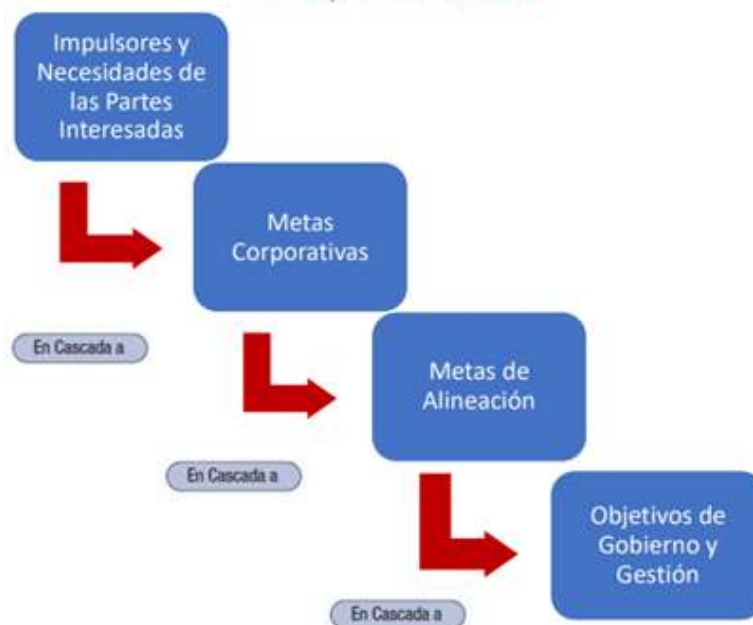 Impulsores y
Necesidades de
las Partes
Interesadas
Metas
Corporativas
En Cascada a
Metas de
Alineación
En Cascada a
Objetivos de
Gobierno y
Gestión
En Cascada a